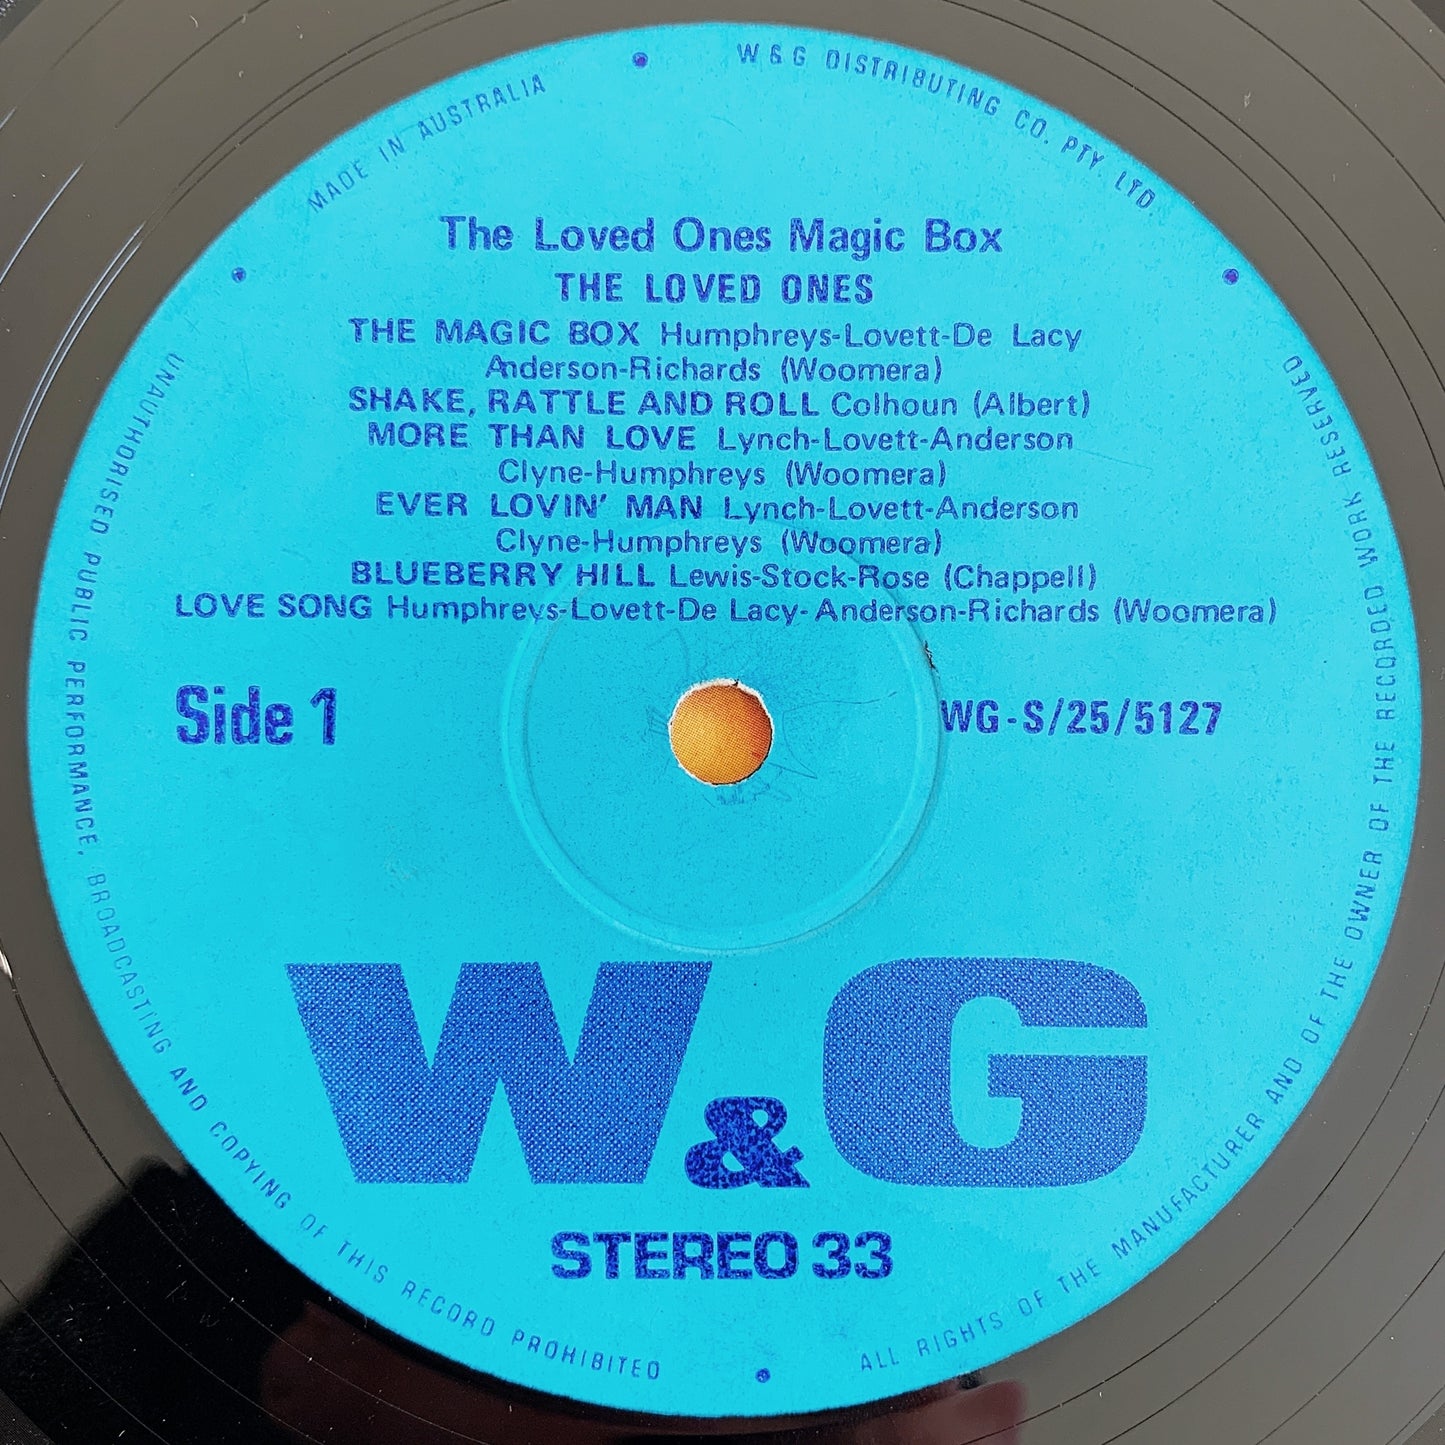 MADE IN AUSTRALIA
W & G DISTRIBUTING CO. PTY. LTD.
The Loved Ones Magic Box
THE LOVED ONES
THE MAGIC BOX Humphreys-Lovett-De Lacy
Anderson-Richards (Woomera)
SHAKE, RATTLE AND ROLL Colhoun (Albert)
MORE THAN LOVE Lynch-Lovett-Anderson
Clyne-Humphreys (Woomera)
EVER LOVIN' MAN Lynch-Lovett-Anderson
Clyne-Humphreys (Woomera)
BLUEBERRY HILL Lewis-Stock-Rose (Chappell)
LOVE SONG Humphreys-Lovett-De Lacy-Anderson-Richards (Woomera)
Side 1
WG-S/25/5127
W&G
STEREO 33
UNAUTHORISED PUBLIC PERFORMANCE, BROADCASTING AND COPYING OF THIS RECORD PROHIBITED
ALL RIGHTS OF THE MANUFACTURER AND OF THE OWNER OF THE RECORDED WORK RESERVED